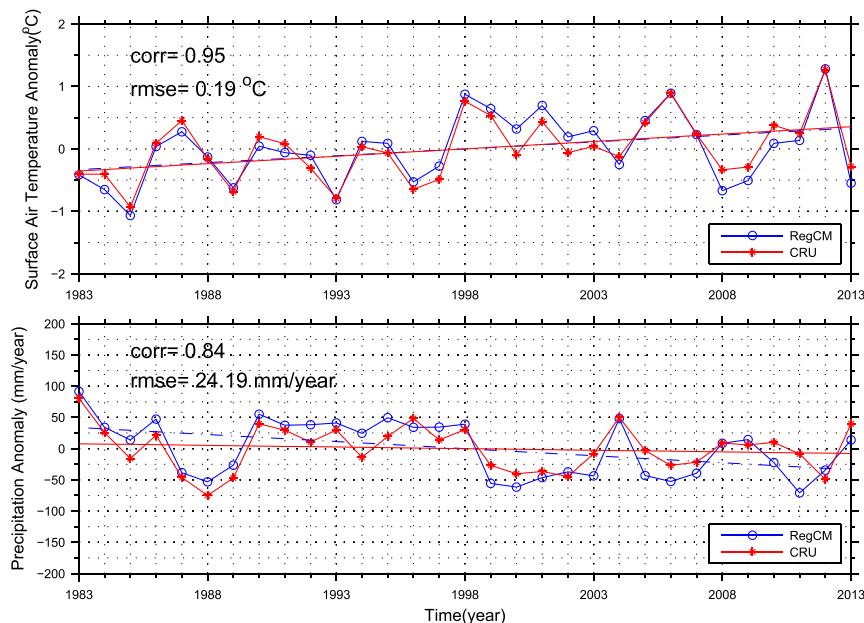 Surface Air Temperature Anomaly(°C)
2
1
0
−1
−2
corr= 0.95
rmse= 0.19 °C
RegCM
CRU
1983
1988
1993
1998
2003
2008
2013
Precipitation Anomaly (mm/year)
200
150
100
50
0
−50
−100
−150
−200
corr= 0.84
rmse= 24.19 mm/year
RegCM
CRU
1983
1988
1993
1998
2003
2008
2013
Time(year)